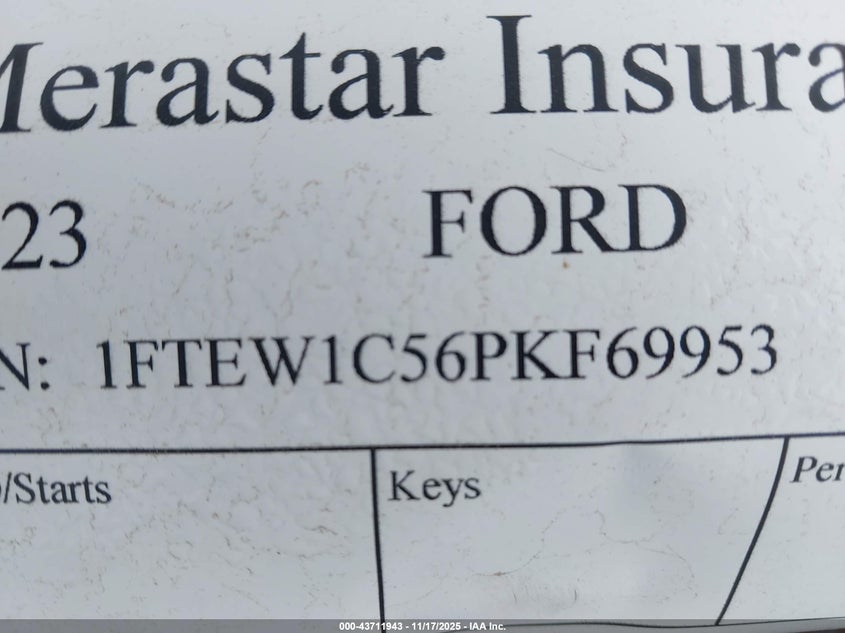 Merastar Insura
23 FORD
N: 1FTEW1C56PKF69953
/Starts Keys Per
000-43711943 - 11/17/2025 - IAA Inc.